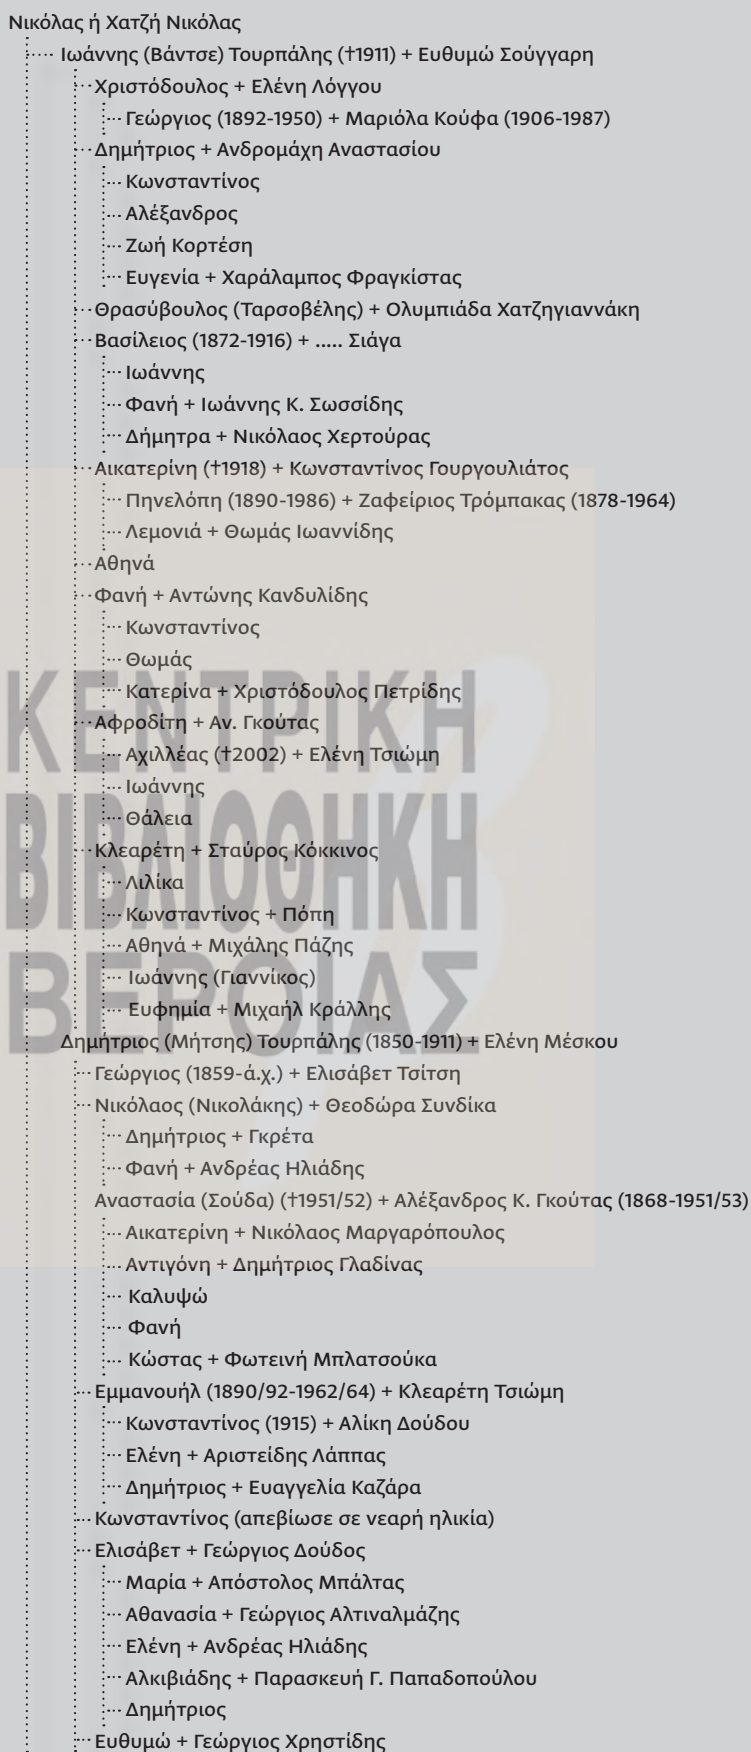 Νικόλας ή Χατζή Νικόλας
Ιωάννης (Βάντσε) Τουρπάλης (†1911) + Ευθυμώ Σούγγαρη
Χριστόδουλος + Ελένη Λόγγου
Γεώργιος (1892-1950) + Μαριόλα Κούφα (1906-1987)
Δημήτριος + Ανδρομάχη Αναστασίου
Κωνσταντίνος
Αλέξανδρος
Ζωή Κορτέση
Ευγενία + Χαράλαμπος Φραγκίστας
Θρασύβουλος (Ταρσοβέλης) + Ολυμπιάδα Χατζηγιαννάκη
Βασίλειος (1872-1916) + ..... Σιάγα
Ιωάννης
Φανή + Ιωάννης Κ. Σωσσίδης
Δήμητρα + Νικόλαος Χερτούρας
Αικατερίνη (†1918) + Κωνσταντίνος Γουργουλιάτος
Πηνελόπη (1890-1986) + Ζαφείριος Τρόμπακας (1878-1964)
Λεμονιά + Θωμάς Ιωαννίδης
Αθηνά
Φανή + Αντώνης Κανδυλίδης
Κωνσταντίνος
Θωμάς
Κατερίνα + Χριστόδουλος Πετρίδης
Αφροδίτη + Αν. Γκούτας
Αχιλλέας (†2002) + Ελένη Τσιώμη
Ιωάννης
Θάλεια
Κλεαρέτη + Σταύρος Κόκκινος
Λιλίκα
Κωνσταντίνος + Πόπη
Αθηνά + Μιχάλης Πάζης
Ιωάννης (Γιαννίκος)
Ευφημία + Μιχαήλ Κράλλης
Δημήτριος (Μήτσης) Τουρπάλης (1850-1911) + Ελένη Μέσκου
Γεώργιος (1859-ά.χ.) + Ελισάβετ Τσίτση
Νικόλαος (Νικολάκης) + Θεοδώρα Συνδίκα
Δημήτριος + Γκρέτα
Φανή + Ανδρέας Ηλιάδης
Αναστασία (Σούδα) (†1951/52) + Αλέξανδρος Κ. Γκούτας (1868-1951/53)
Αικατερίνη + Νικόλαος Μαργαρόπουλος
Αντιγόνη + Δημήτριος Γλαδίνας
Καλυψώ
Φανή
Κώστας + Φωτεινή Μπλατσούκα
Εμμανουήλ (1890/92-1962/64) + Κλεαρέτη Τσιώμη
Κωνσταντίνος (1915) + Αλίκη Δούδου
Ελένη + Αριστείδης Λάππας
Δημήτριος + Ευαγγελία Καζάρα
Κωνσταντίνος (απεβίωσε σε νεαρή ηλικία)
Ελισάβετ + Γεώργιος Δούδος
Μαρία + Απόστολος Μπάλτας
Αθανασία + Γεώργιος Αλτιναλμάζης
Ελένη + Ανδρέας Ηλιάδης
Αλκιβιάδης + Παρασκευή Γ. Παπαδοπούλου
Δημήτριος
Ευθυμώ + Γεώργιος Χρηστίδης
ΚΕΝΤΡΙΚΗ
ΒΙΒΛΙΟΘΗΚΗ
ΒΕΡΟΙΑΣ